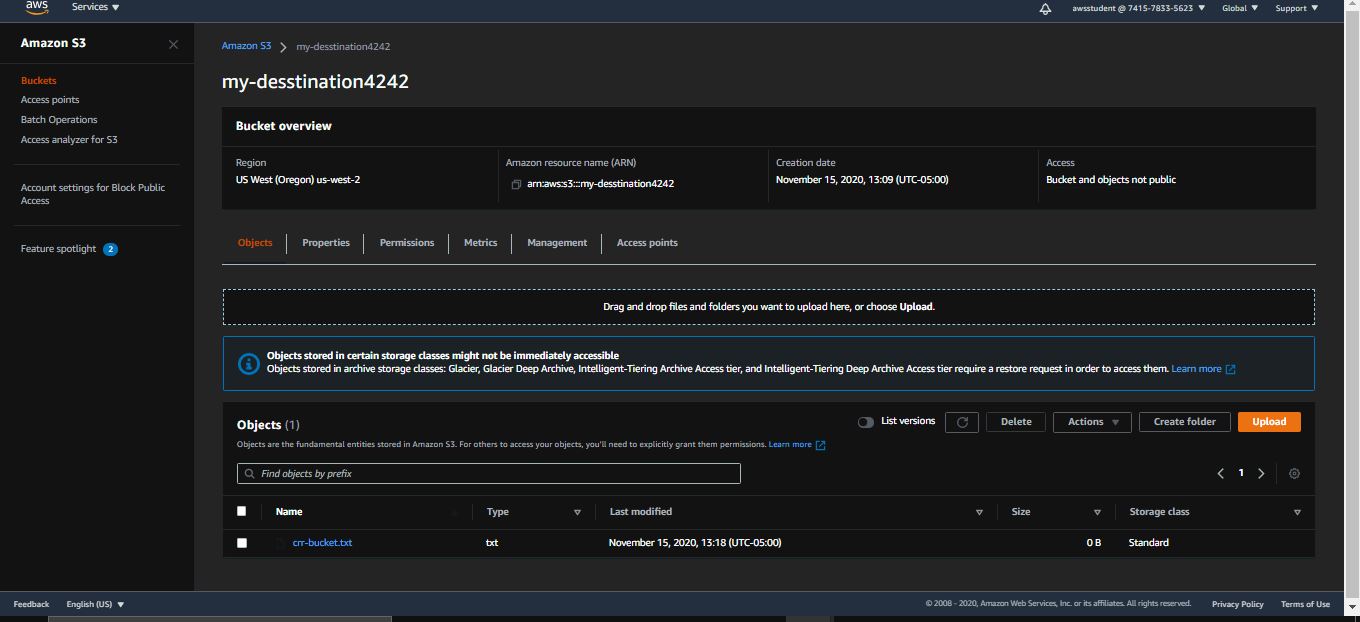 aws Services awsstudent @ 7415-7833-5623 Global Support
Amazon S3
Buckets
Access points
Batch Operations
Access analyzer for S3
Account settings for Block Public
Access
Feature spotlight 2
Amazon S3 my-desstination4242
my-desstination4242
Bucket overview
Region
US West (Oregon) us-west-2
Amazon resource name (ARN)
arn:aws:s3:::my-desstination4242
Creation date
November 15, 2020, 13:09 (UTC-05:00)
Access
Bucket and objects not public
Objects Properties Permissions Metrics Management Access points
Drag and drop files and folders you want to upload here, or choose Upload.
Objects stored in certain storage classes might not be immediately accessible
Objects stored in archive storage classes: Glacier, Glacier Deep Archive, Intelligent-Tiering Archive Access tier, and Intelligent-Tiering Deep Archive Access tier require a restore request in order to access them. Learn more
Objects (1) List versions Delete Actions Create folder Upload
Objects are the fundamental entities stored in Amazon S3. For others to access your objects, you'll need to explicitly grant them permissions. Learn more
Find objects by prefix 1
Name Type Last modified Size Storage class
crr-bucket.txt txt November 15, 2020, 13:18 (UTC-05:00) 0 B Standard
Feedback English (US) © 2008 - 2020, Amazon Web Services, Inc. or its affiliates. All rights reserved. Privacy Policy Terms of Use